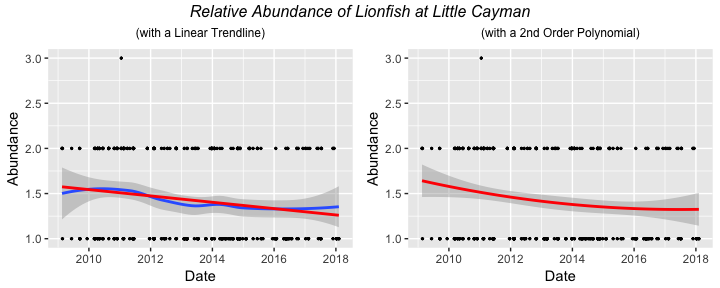 Relative Abundance of Lionfish at Little Cayman
(with a Linear Trendline)
(with a 2nd Order Polynomial)
3.0
2.5
2.0
1.5
1.0
Abundance
2010 2012 2014 2016 2018
Date
3.0
2.5
2.0
1.5
1.0
Abundance
2010 2012 2014 2016 2018
Date